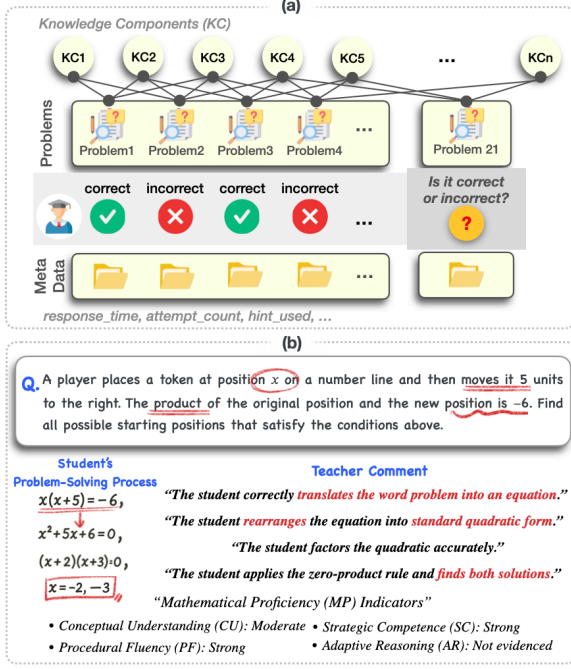 (a)
Knowledge Components (KC)
KC1 KC2 KC3 KC4 KC5 ... KCn
Problems
Problem1 Problem2 Problem3 Problem4 ... Problem 21
correct incorrect correct incorrect ...
Is it correct
or incorrect?
?
Meta
Data
...
response_time, attempt_count, hint_used, ...
(b)
Q. A player places a token at position x on a number line and then moves it 5 units
to the right. The product of the original position and the new position is -6. Find
all possible starting positions that satisfy the conditions above.
Student's
Problem-Solving Process
x(x+5)=-6,
x²+5x+6=0,
(x+2)(x+3)=0,
x=-2, -3
Teacher Comment
"The student correctly translates the word problem into an equation."
"The student rearranges the equation into standard quadratic form."
"The student factors the quadratic accurately."
"The student applies the zero-product rule and finds both solutions."
"Mathematical Proficiency (MP) Indicators"
• Conceptual Understanding (CU): Moderate • Strategic Competence (SC): Strong
• Procedural Fluency (PF): Strong • Adaptive Reasoning (AR): Not evidenced